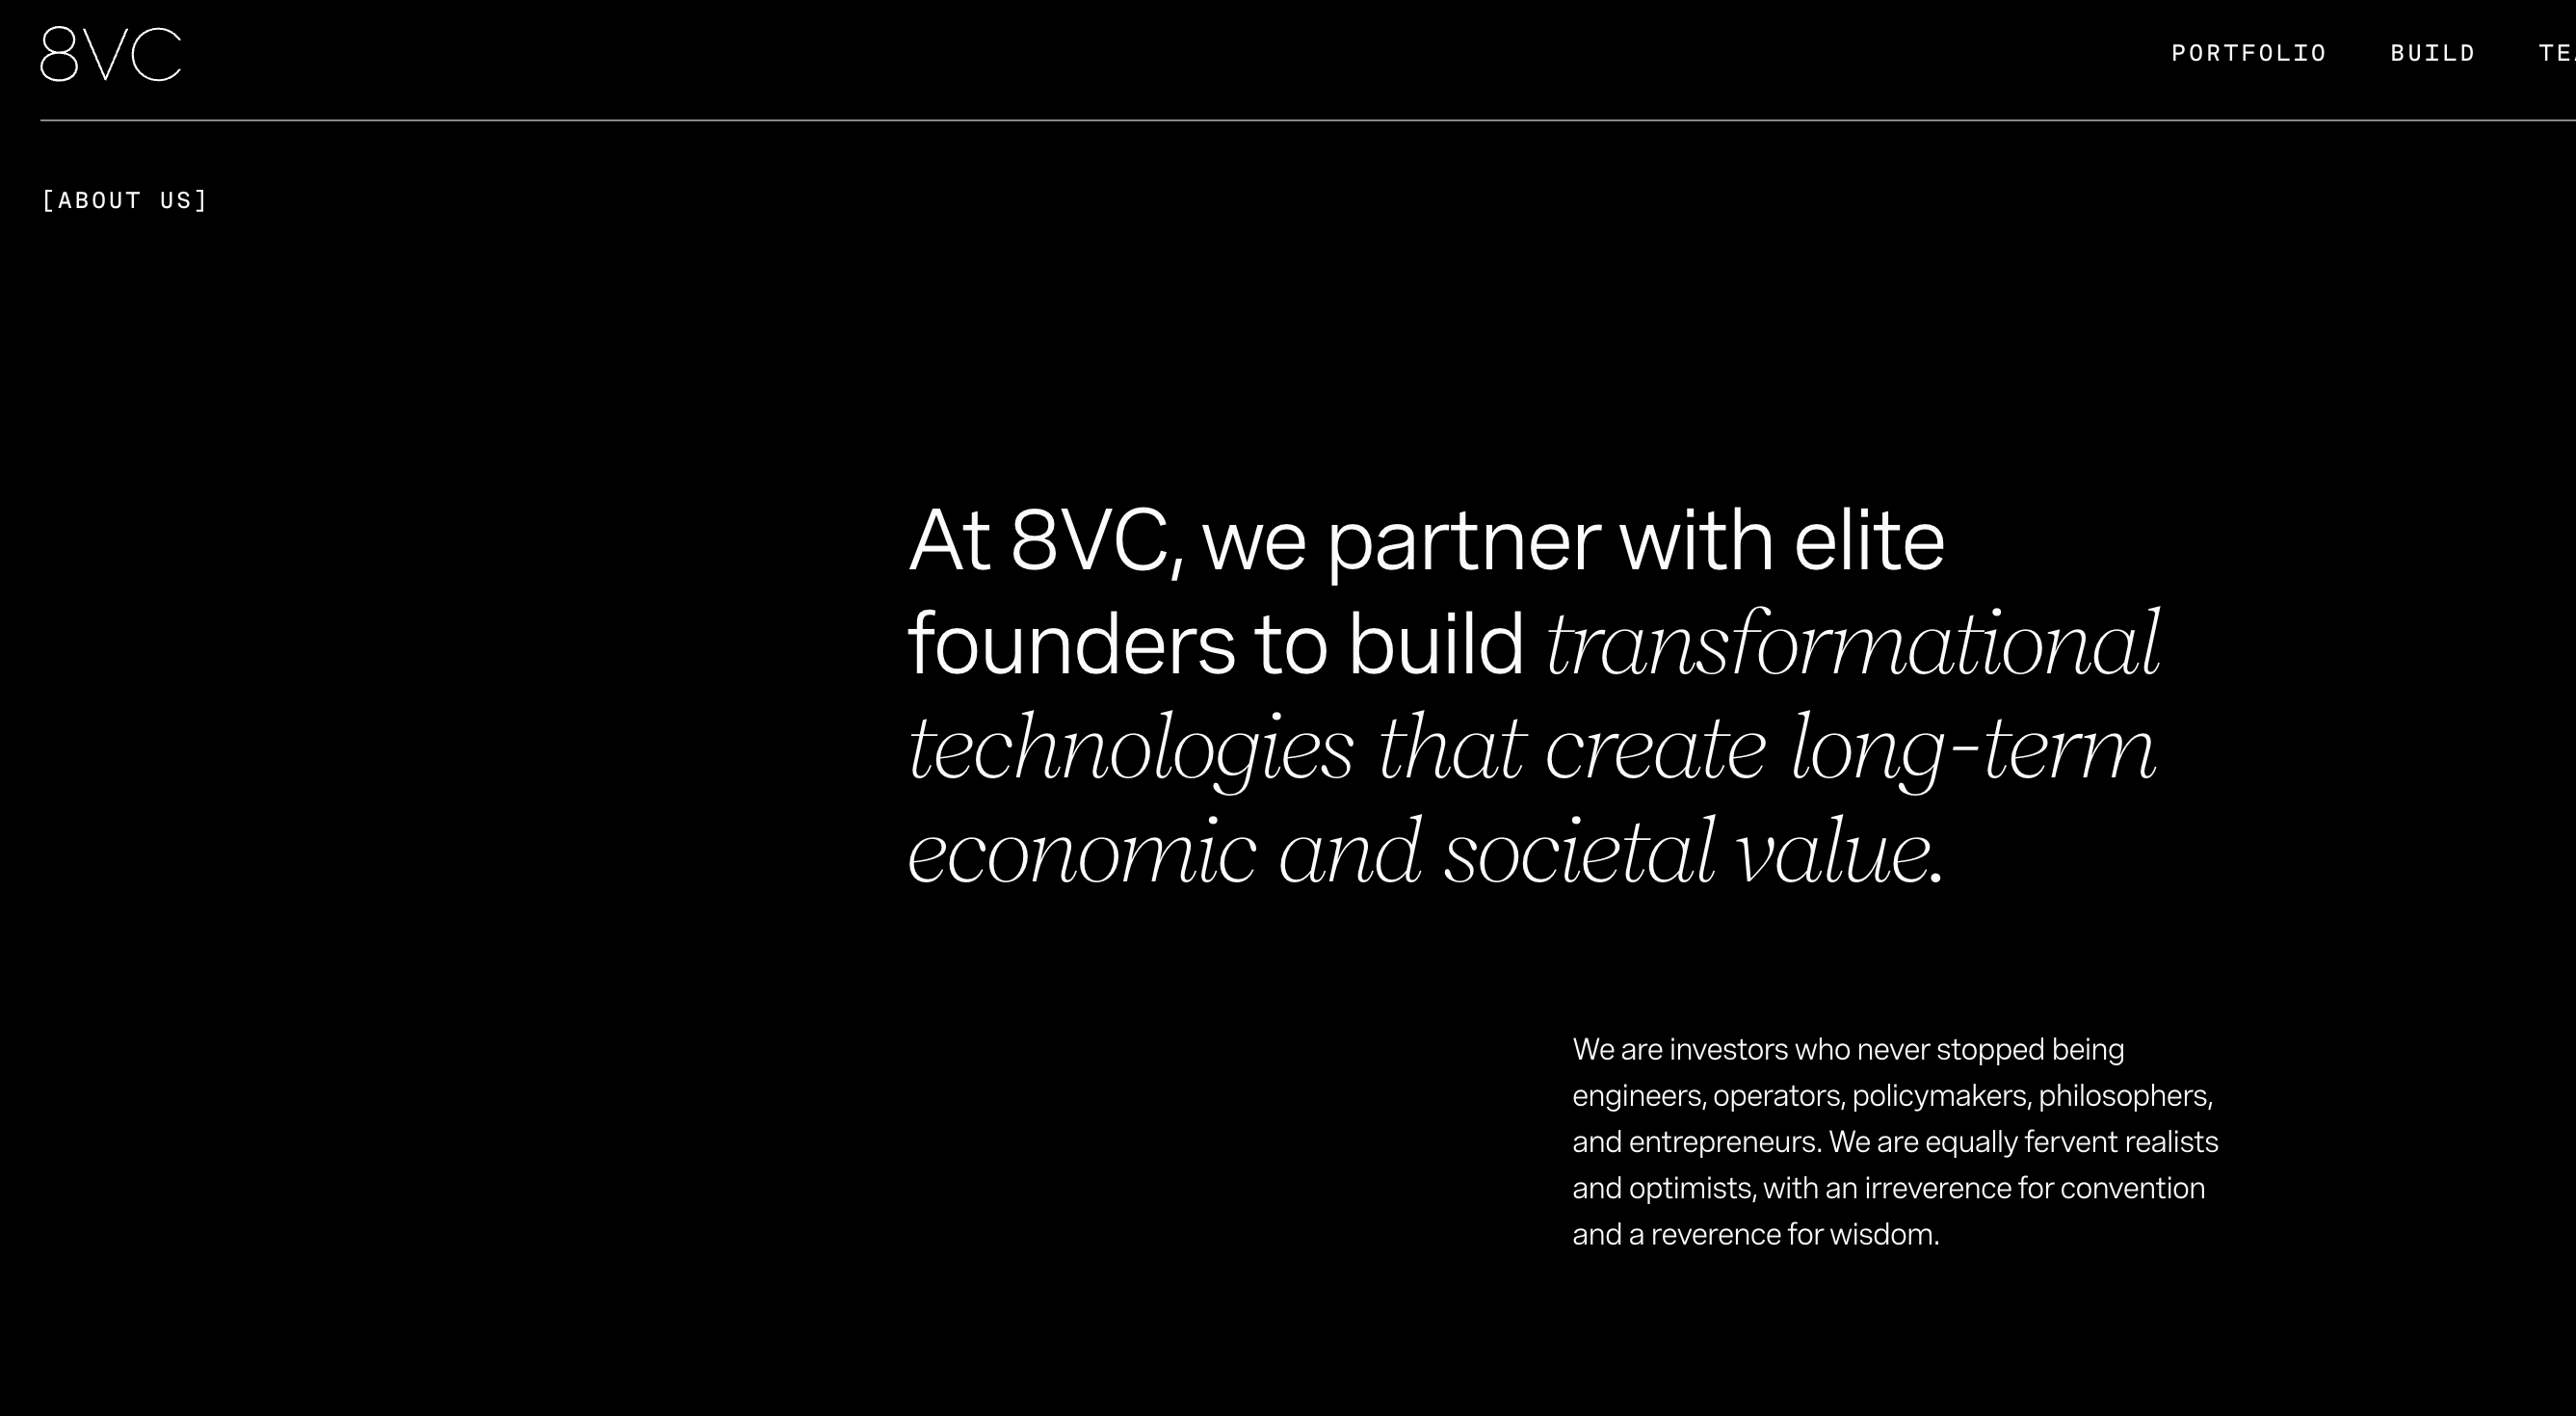 8VC
PORTFOLIO BUILD
[ABOUT US]
At 8VC, we partner with elite
founders to build transformational
technologies that create long-term
economic and societal value.
We are investors who never stopped being
engineers, operators, policymakers, philosophers,
and entrepreneurs. We are equally fervent realists
and optimists, with an irreverence for convention
and a reverence for wisdom.